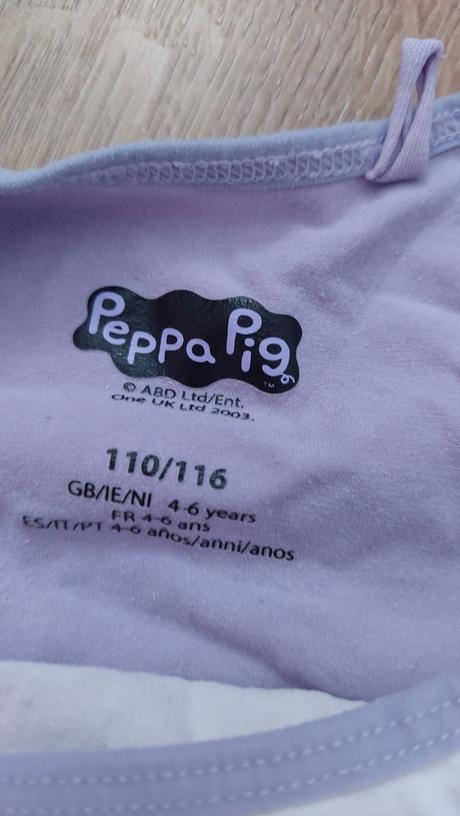 Peppa Pig
™
© ABD Ltd/Ent.
One UK Ltd 2003.
110/116
GB/IE/NI 4-6 years
FR 4-6 ans
ES/IT/PT 4-6 años/anni/anos